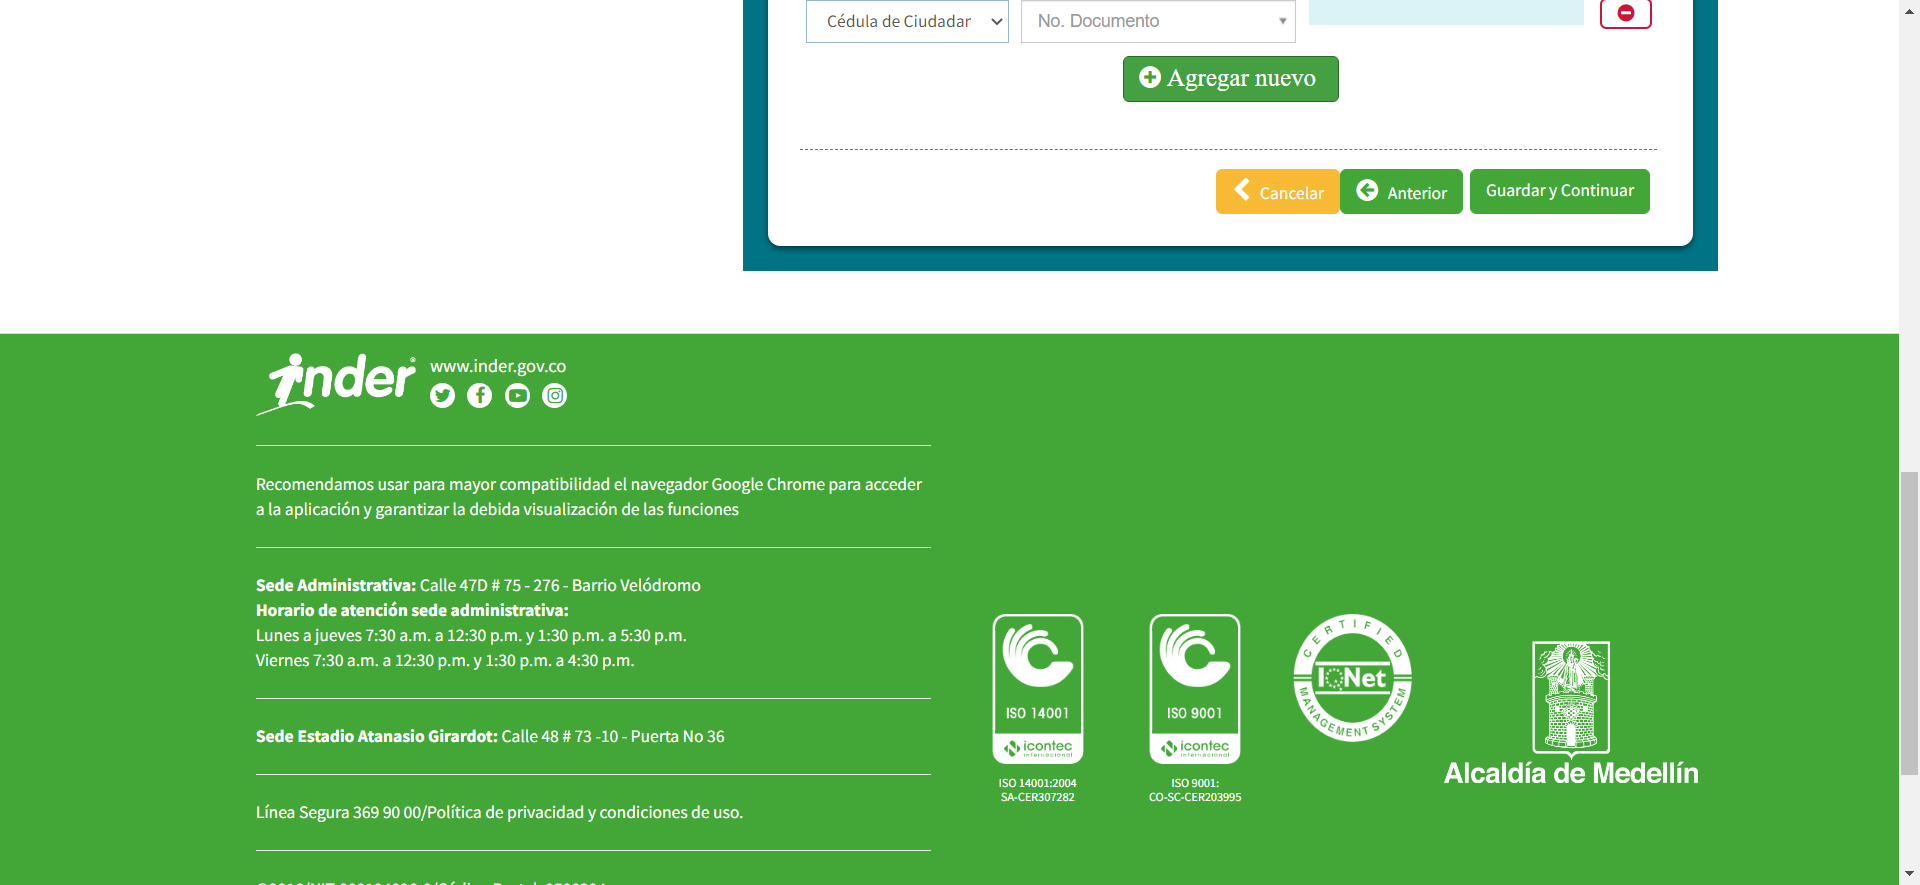 Cédula de Ciudadar
No. Documento
Agregar nuevo
Cancelar
Anterior
Guardar y Continuar
inder
www.inder.gov.co
Recomendamos usar para mayor compatibilidad el navegador Google Chrome para acceder
a la aplicación y garantizar la debida visualización de las funciones
Sede Administrativa: Calle 47D # 75 - 276 - Barrio Velódromo
Horario de atención sede administrativa:
Lunes a jueves 7:30 a.m. a 12:30 p.m. y 1:30 p.m. a 5:30 p.m.
Viernes 7:30 a.m. a 12:30 p.m. y 1:30 p.m. a 4:30 p.m.
Sede Estadio Atanasio Girardot: Calle 48 # 73 -10 - Puerta No 36
Línea Segura 369 90 00/Política de privacidad y condiciones de uso.
ISO 14001
icontec
internacional
ISO 14001:2004
SA-CER307282
ISO 9001
icontec
internacional
ISO 9001:
CO-SC-CER203995
CERTIFIED
IQNet
MANAGEMENT SYSTEM
Alcaldía de Medellín